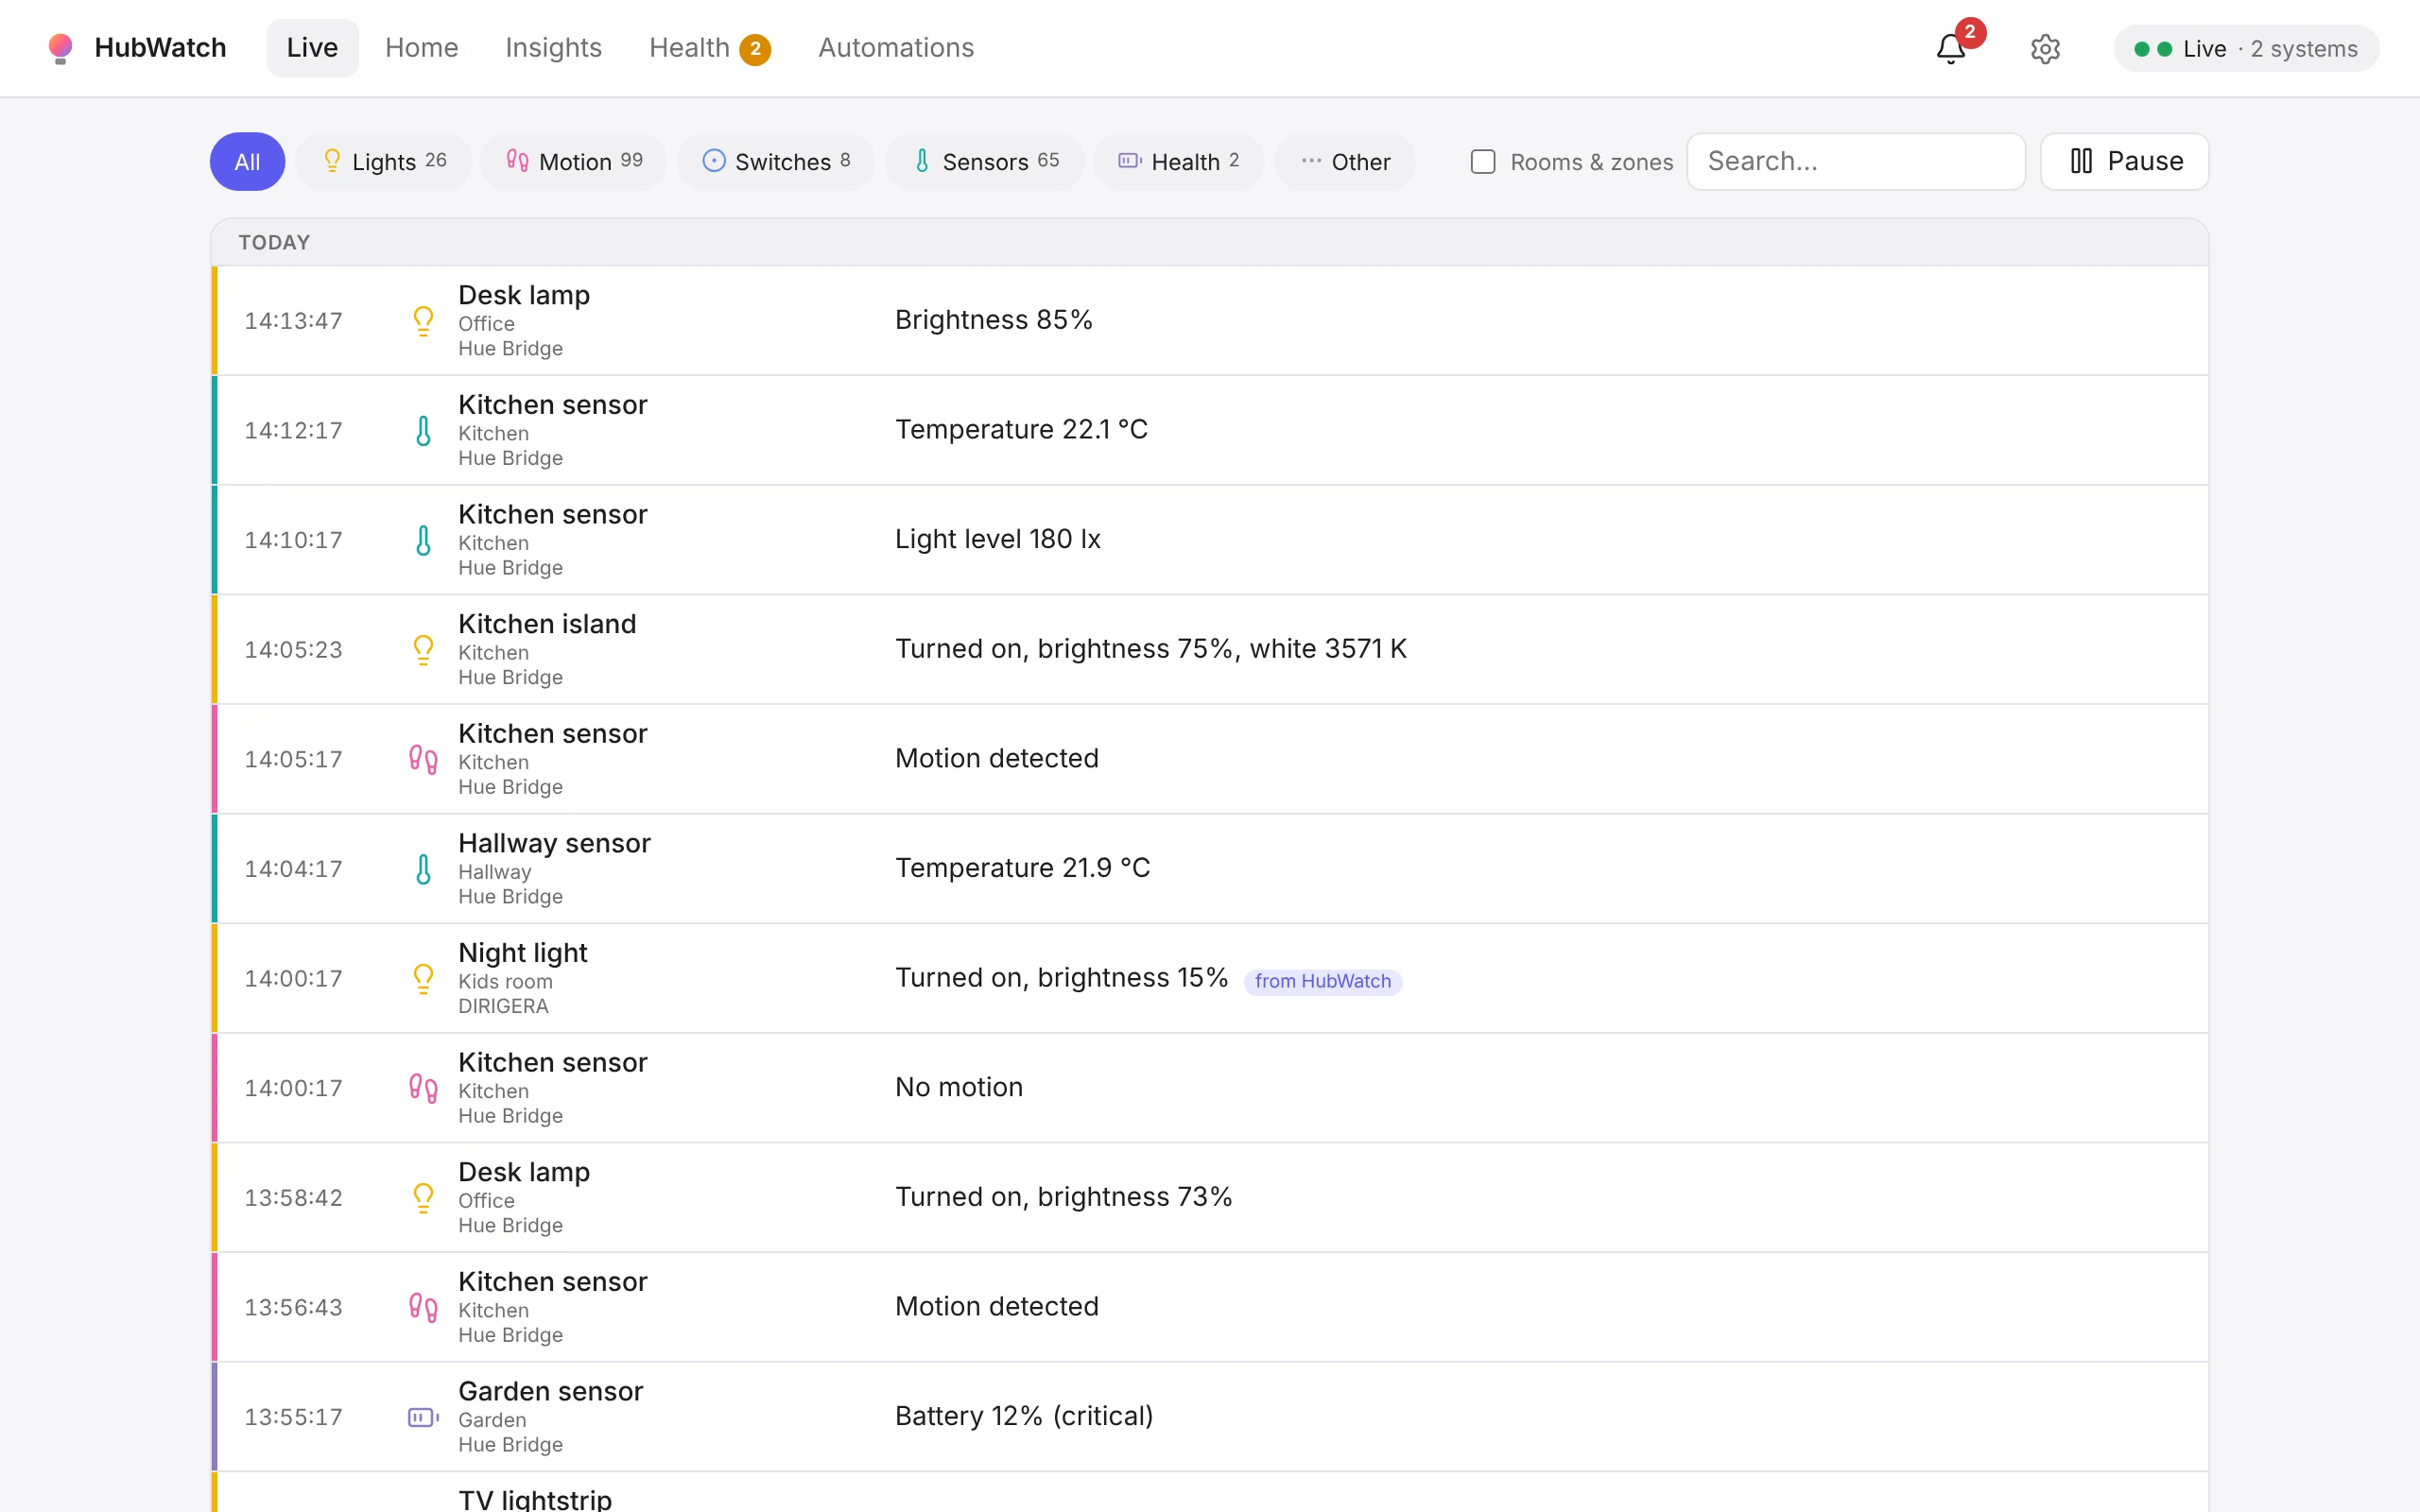 HubWatch Live Home Insights Health 2 Automations 2 Live · 2 systems
All Lights 26 Motion 99 Switches 8 Sensors 65 Health 2 Other Rooms & zones Search... Pause
TODAY
14:13:47
Desk lamp
Office
Hue Bridge
Brightness 85%
14:12:17
Kitchen sensor
Kitchen
Hue Bridge
Temperature 22.1 °C
14:10:17
Kitchen sensor
Kitchen
Hue Bridge
Light level 180 lx
14:05:23
Kitchen island
Kitchen
Hue Bridge
Turned on, brightness 75%, white 3571 K
14:05:17
Kitchen sensor
Kitchen
Hue Bridge
Motion detected
14:04:17
Hallway sensor
Hallway
Hue Bridge
Temperature 21.9 °C
14:00:17
Night light
Kids room
DIRIGERA
Turned on, brightness 15% from HubWatch
14:00:17
Kitchen sensor
Kitchen
Hue Bridge
No motion
13:58:42
Desk lamp
Office
Hue Bridge
Turned on, brightness 73%
13:56:43
Kitchen sensor
Kitchen
Hue Bridge
Motion detected
13:55:17
Garden sensor
Garden
Hue Bridge
Battery 12% (critical)
TV lightstrip